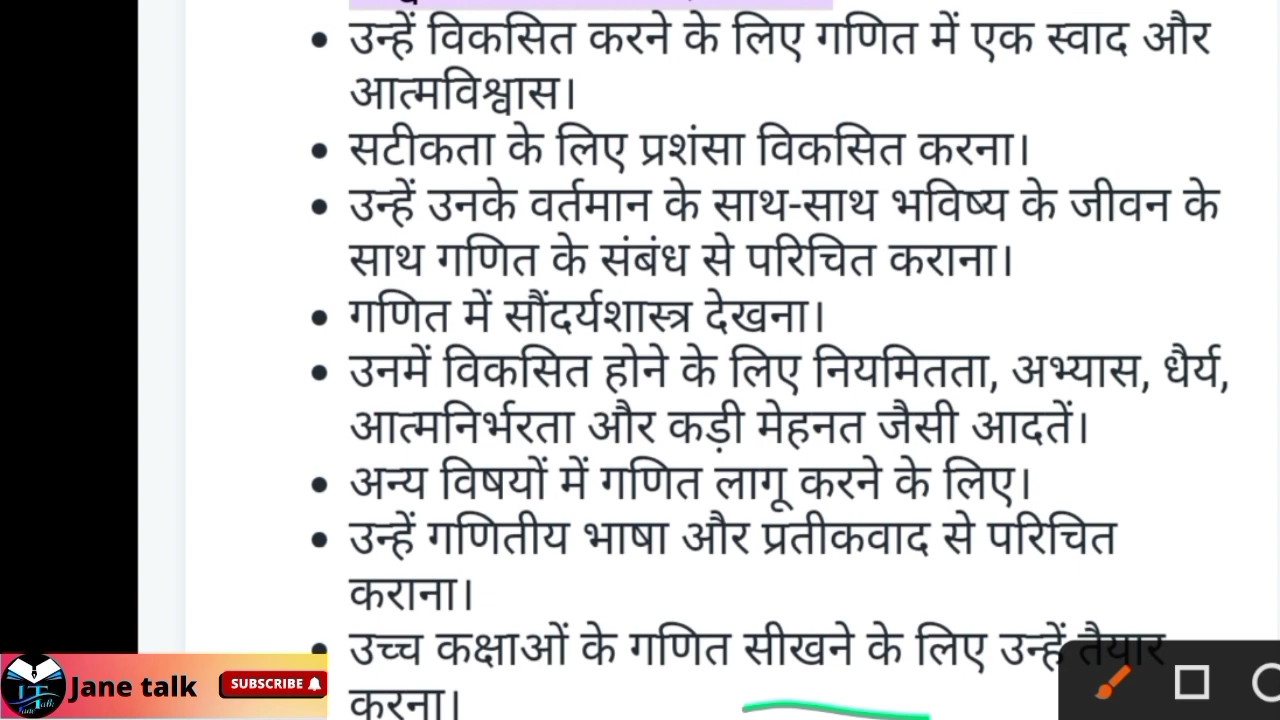 उन्हें विकसित करने के लिए गणित में एक स्वाद और
आत्मविश्वास।
सटीकता के लिए प्रशंसा विकसित करना।
उन्हें उनके वर्तमान के साथ-साथ भविष्य के जीवन के
साथ गणित के संबंध से परिचित कराना।
गणित में सौंदर्यशास्त्र देखना।
उनमें विकसित होने के लिए नियमितता, अभ्यास, धैर्य,
आत्मनिर्भरता और कड़ी मेहनत जैसी आदतें।
अन्य विषयों में गणित लागू करने के लिए।
उन्हें गणितीय भाषा और प्रतीकवाद से परिचित
कराना।
उच्च कक्षाओं के गणित सीखने के लिए उन्हें तैयार
करना।
Jane talk
SUBSCRIBE